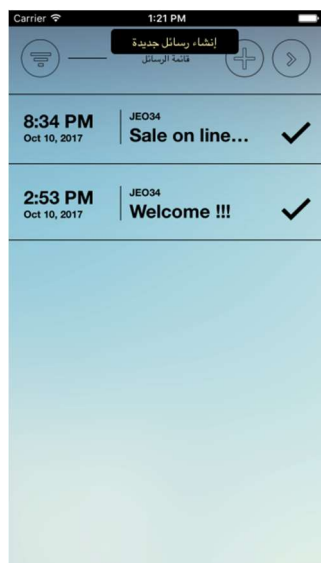 Carrier 1:21 PM
إنشاء رسائل جديدة
قائمة الرسائل
8:34 PM
Oct 10, 2017
JEO34
Sale on line...
2:53 PM
Oct 10, 2017
JEO34
Welcome !!!